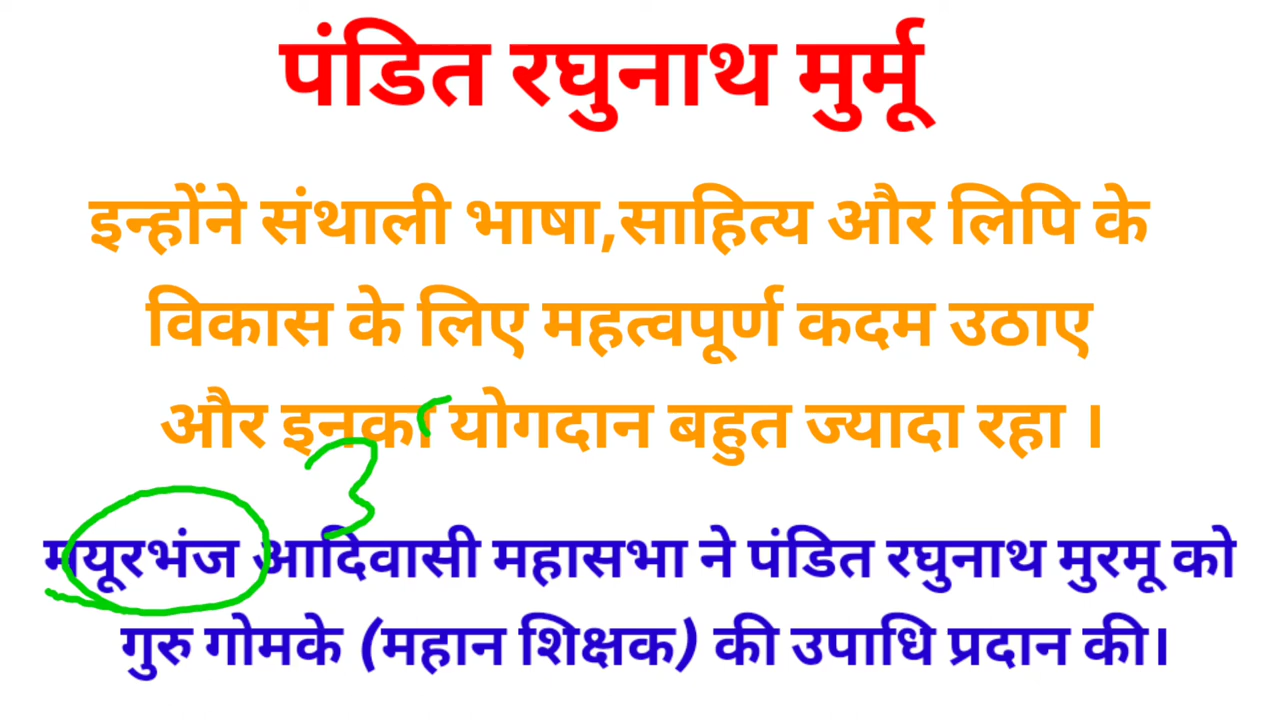 पंडित रघुनाथ मुर्मू
इन्होंने संथाली भाषा,साहित्य और लिपि के
विकास के लिए महत्वपूर्ण कदम उठाए
और इनका योगदान बहुत ज्यादा रहा ।
मयूरभंज आदिवासी महासभा ने पंडित रघुनाथ मुरमू को
गुरु गोमके (महान शिक्षक) की उपाधि प्रदान की।